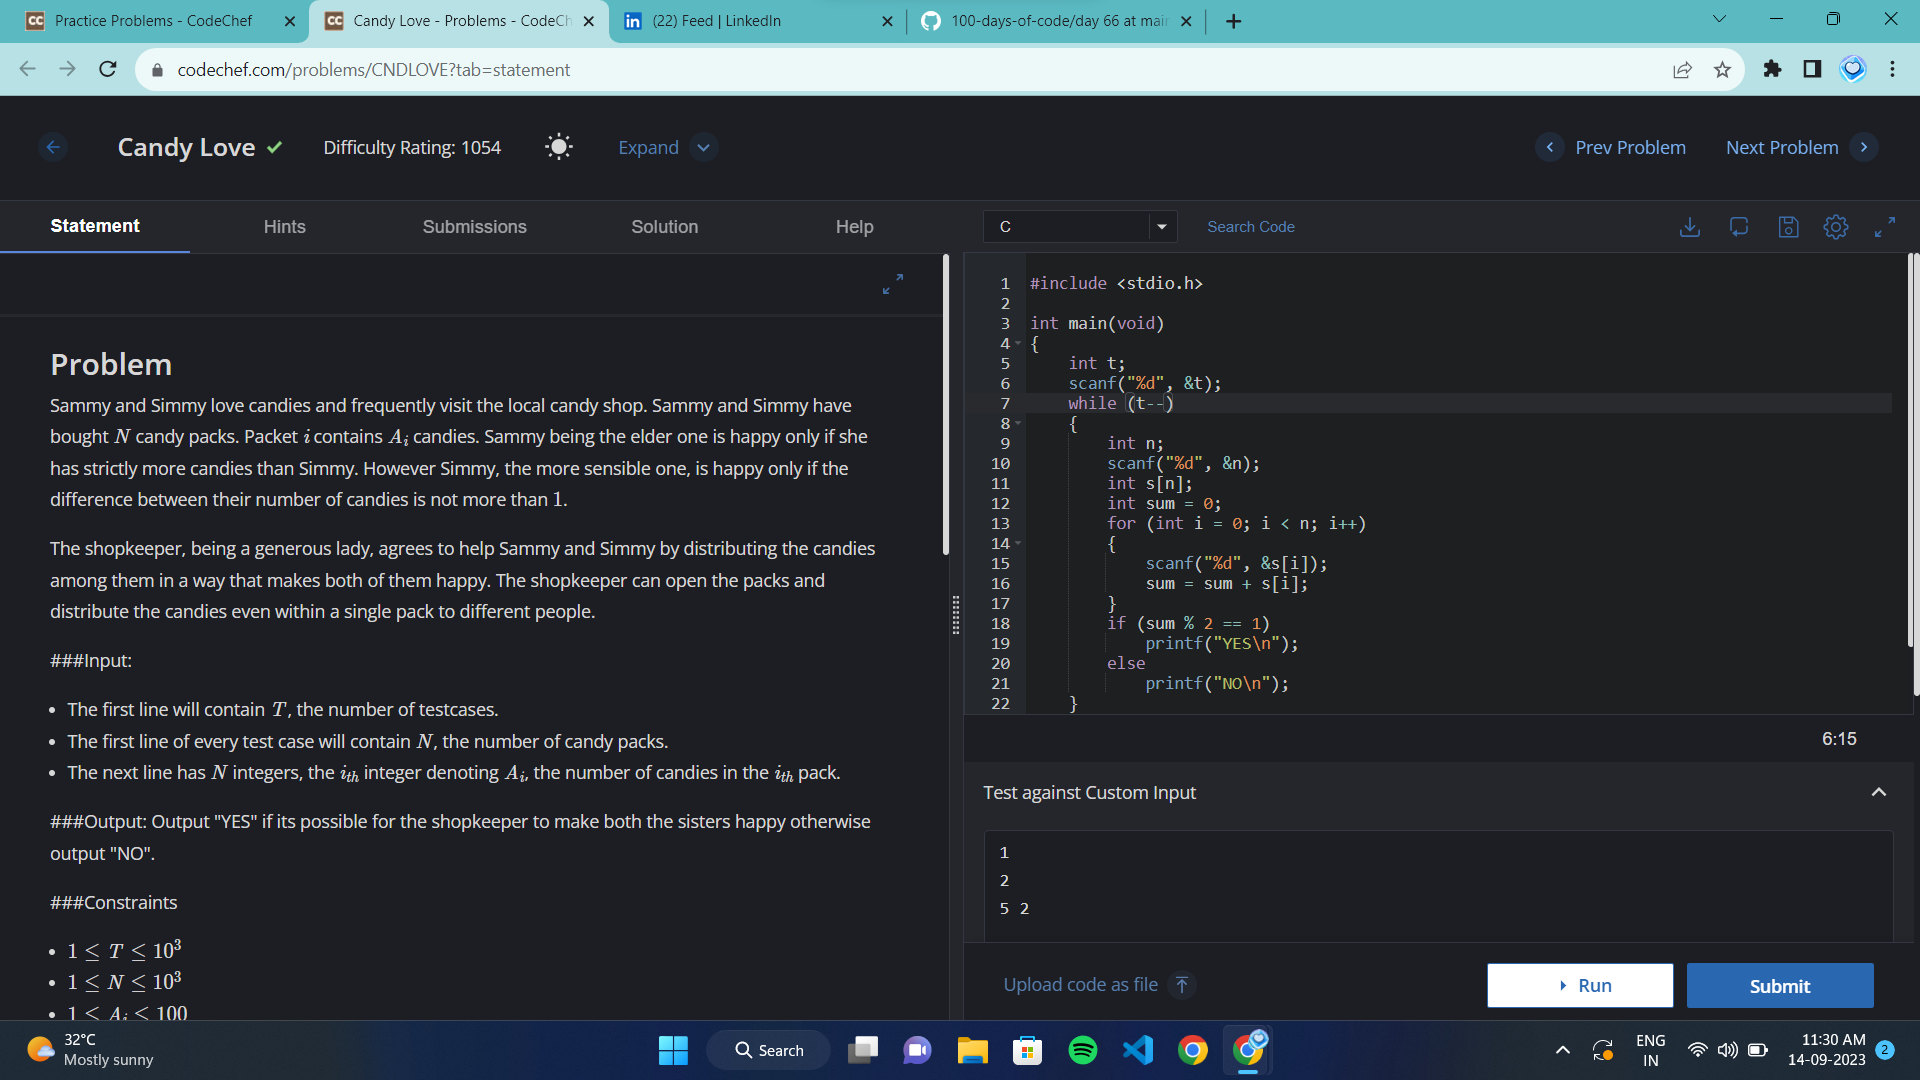 Practice Problems - CodeChef
Candy Love - Problems - CodeCh
(22) Feed | LinkedIn
100-days-of-code/day 66 at mair
codechef.com/problems/CNDLOVE?tab=statement
Candy Love
Difficulty Rating: 1054
Expand
Prev Problem
Next Problem
Statement
Hints
Submissions
Solution
Help
C
Search Code
Problem
Sammy and Simmy love candies and frequently visit the local candy shop. Sammy and Simmy have
bought N candy packs. Packet i contains A_i candies. Sammy being the elder one is happy only if she
has strictly more candies than Simmy. However Simmy, the more sensible one, is happy only if the
difference between their number of candies is not more than 1.
The shopkeeper, being a generous lady, agrees to help Sammy and Simmy by distributing the candies
among them in a way that makes both of them happy. The shopkeeper can open the packs and
distribute the candies even within a single pack to different people.
###Input:
• The first line will contain T, the number of testcases.
• The first line of every test case will contain N, the number of candy packs.
• The next line has N integers, the i_th integer denoting A_i, the number of candies in the i_th pack.
###Output: Output "YES" if its possible for the shopkeeper to make both the sisters happy otherwise
output "NO".
###Constraints
• 1 ≤ T ≤ 10^3
• 1 ≤ N ≤ 10^3
• 1 ≤ A_i ≤ 100
1 #include <stdio.h>
2
3 int main(void)
4 {
5 int t;
6 scanf("%d", &t);
7 while (t--)
8 {
9 int n;
10 scanf("%d", &n);
11 int s[n];
12 int sum = 0;
13 for (int i = 0; i < n; i++)
14 {
15 scanf("%d", &s[i]);
16 sum = sum + s[i];
17 }
18 if (sum % 2 == 1)
19 printf("YES\n");
20 else
21 printf("NO\n");
22 }
6:15
Test against Custom Input
1
2
5 2
Upload code as file
Run
Submit
32°C
Mostly sunny
Search
ENG
IN
11:30 AM
14-09-2023
2